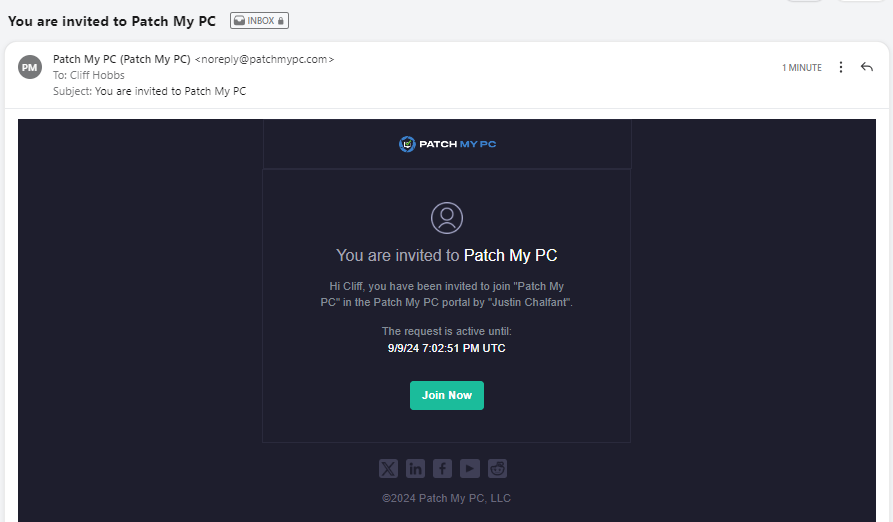 You are invited to Patch My PC INBOX
PM
Patch My PC (Patch My PC) <noreply@patchmypc.com>
To: Cliff Hobbs
Subject: You are invited to Patch My PC
1 MINUTE
PATCH MY PC
You are invited to Patch My PC
Hi Cliff, you have been invited to join "Patch My
PC" in the Patch My PC portal by "Justin Chalfant".
The request is active until:
9/9/24 7:02:51 PM UTC
Join Now
©2024 Patch My PC, LLC